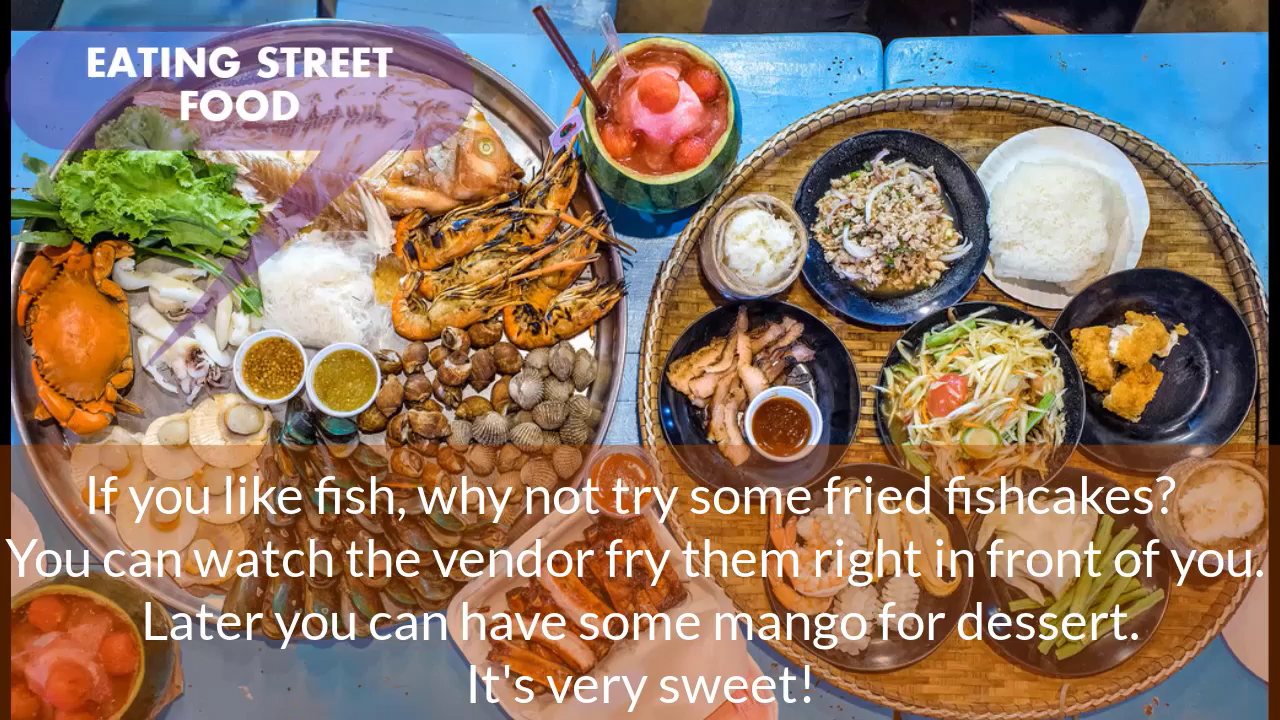 EATING STREET
FOOD
If you like fish, why not try some fried fishcakes?
You can watch the vendor fry them right in front of you.
Later you can have some mango for dessert.
It's very sweet!